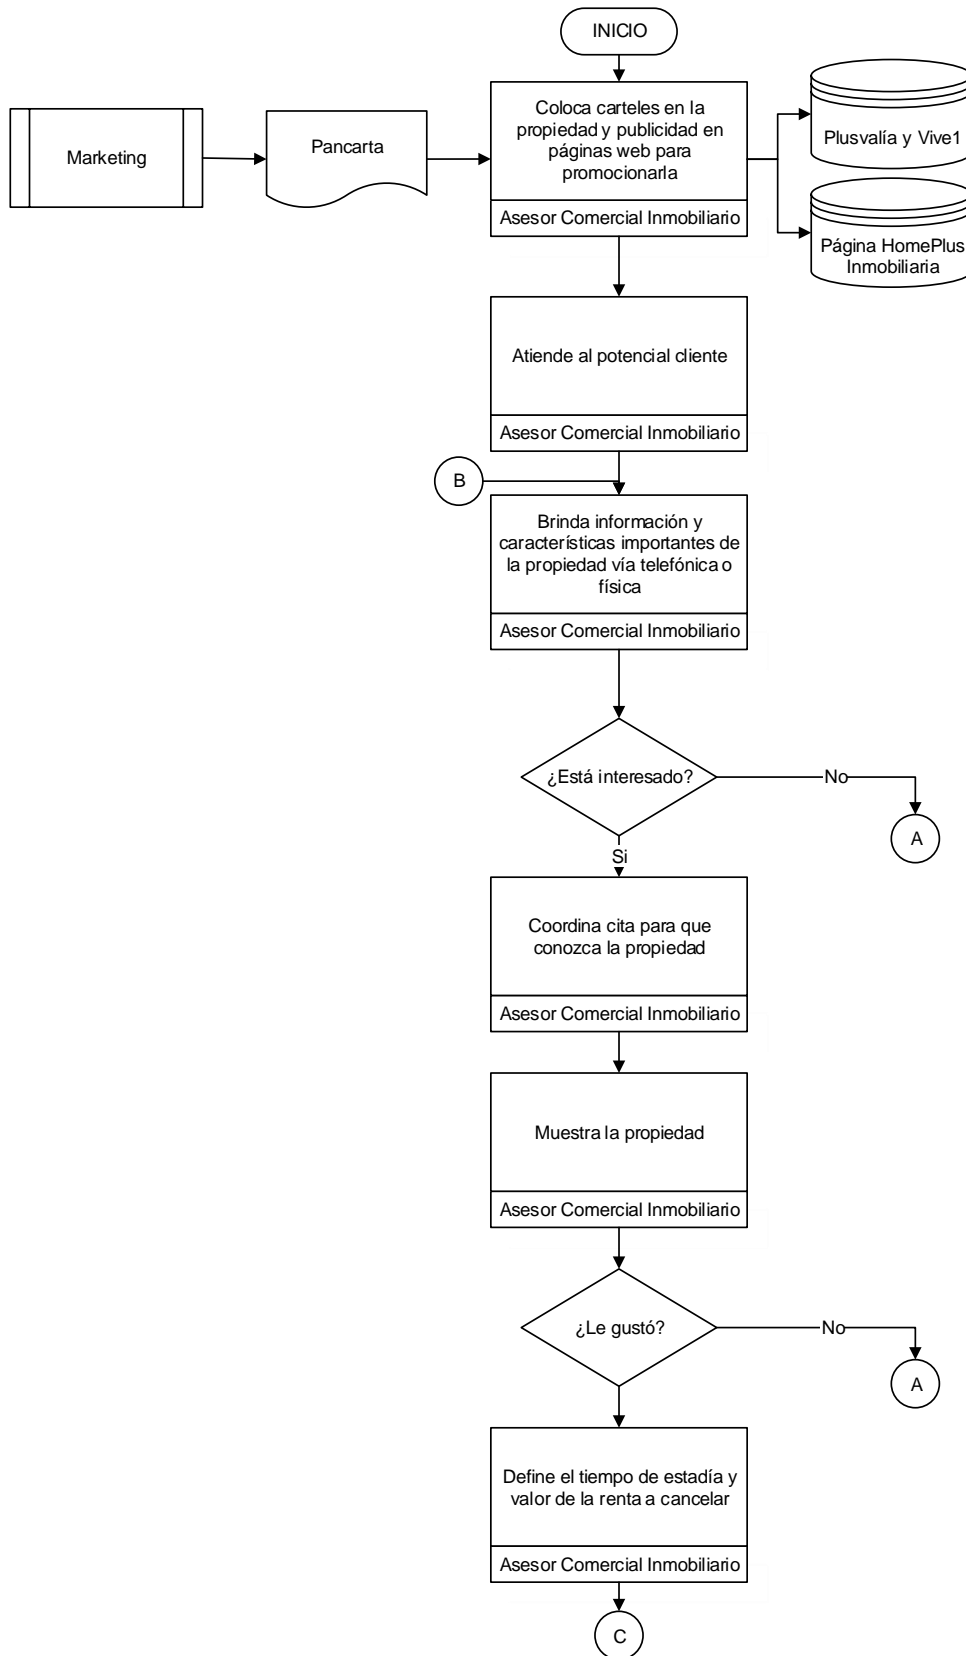 INICIO
Marketing
Pancarta
Coloca carteles en la
propiedad y publicidad en
páginas web para
promocionarla
Asesor Comercial Inmobiliario
Plusvalía y Vive1
Página HomePlus
Inmobiliaria
Atiende al potencial cliente
Asesor Comercial Inmobiliario
B
Brinda información y
características importantes de
la propiedad vía telefónica o
física
Asesor Comercial Inmobiliario
¿Está interesado?
No
A
Si
Coordina cita para que
conozca la propiedad
Asesor Comercial Inmobiliario
Muestra la propiedad
Asesor Comercial Inmobiliario
¿Le gustó?
No
A
Define el tiempo de estadía y
valor de la renta a cancelar
Asesor Comercial Inmobiliario
C